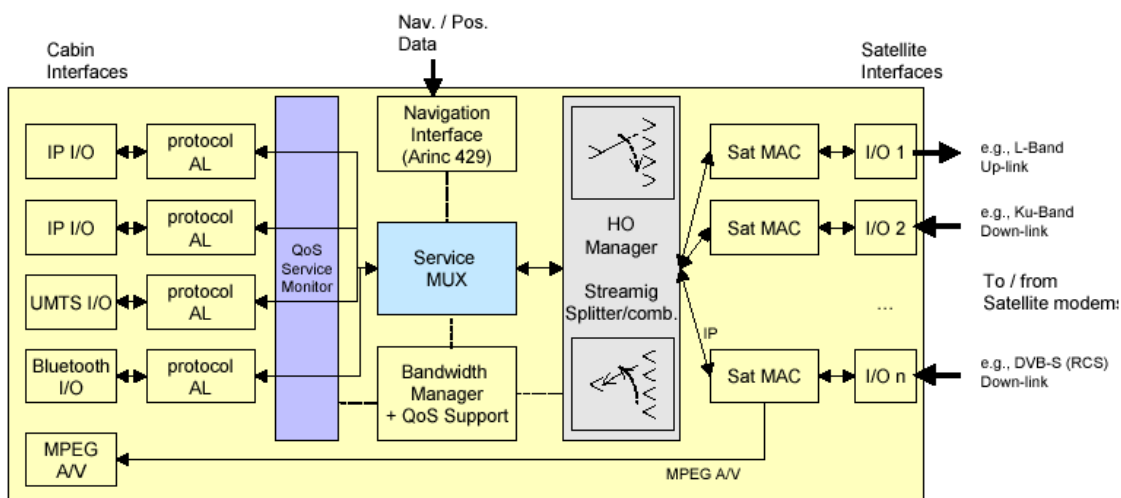 Nav. / Pos.
Data
Cabin
Interfaces
Satellite
Interfaces
IP I/O
protocol
AL
Navigation
Interface
(Arinc 429)
Sat MAC
I/O 1
e.g., L-Band
Up-link
IP I/O
protocol
AL
QoS
Service
Monitor
Service
MUX
HO
Manager
Streamig
Splitter/comb.
Sat MAC
I/O 2
e.g., Ku-Band
Down-link
UMTS I/O
protocol
AL
...
To / from
Satellite modems
Bluetooth
I/O
protocol
AL
Bandwidth
Manager
+ QoS Support
IP
Sat MAC
I/O n
e.g., DVB-S (RCS)
Down-link
MPEG
A/V
MPEG A/V